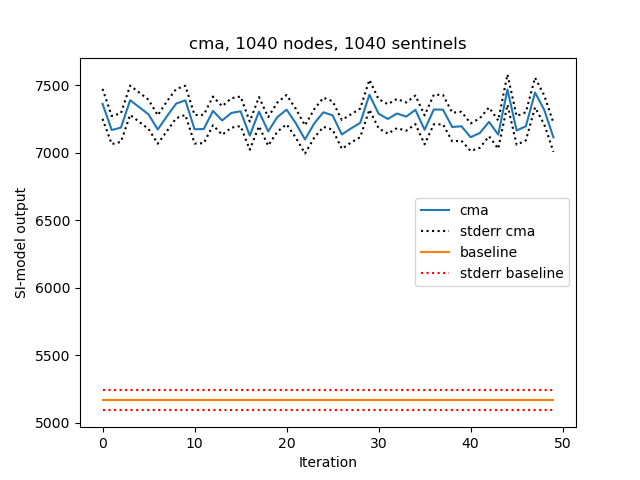 cma, 1040 nodes, 1040 sentinels
7500
7000
6500
6000
5500
5000
SI-model output
cma
stderr cma
baseline
stderr baseline
0 10 20 30 40 50
Iteration